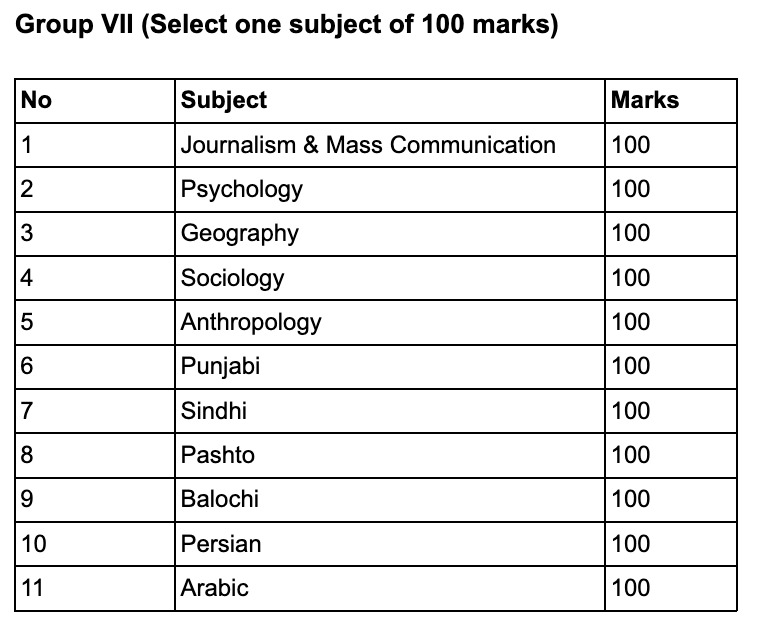 Group VII (Select one subject of 100 marks)
No Subject Marks
1 Journalism & Mass Communication 100
2 Psychology 100
3 Geography 100
4 Sociology 100
5 Anthropology 100
6 Punjabi 100
7 Sindhi 100
8 Pashto 100
9 Balochi 100
10 Persian 100
11 Arabic 100